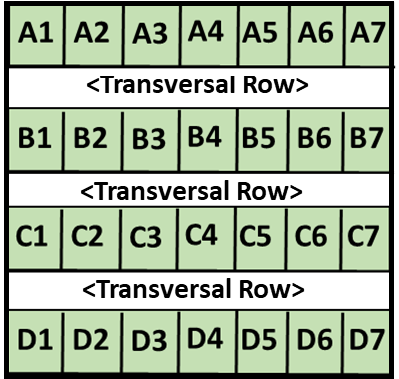 A1 A2 A3 A4 A5 A6 A7
<Transversal Row>
B1 B2 B3 B4 B5 B6 B7
<Transversal Row>
C1 C2 C3 C4 C5 C6 C7
<Transversal Row>
D1 D2 D3 D4 D5 D6 D7